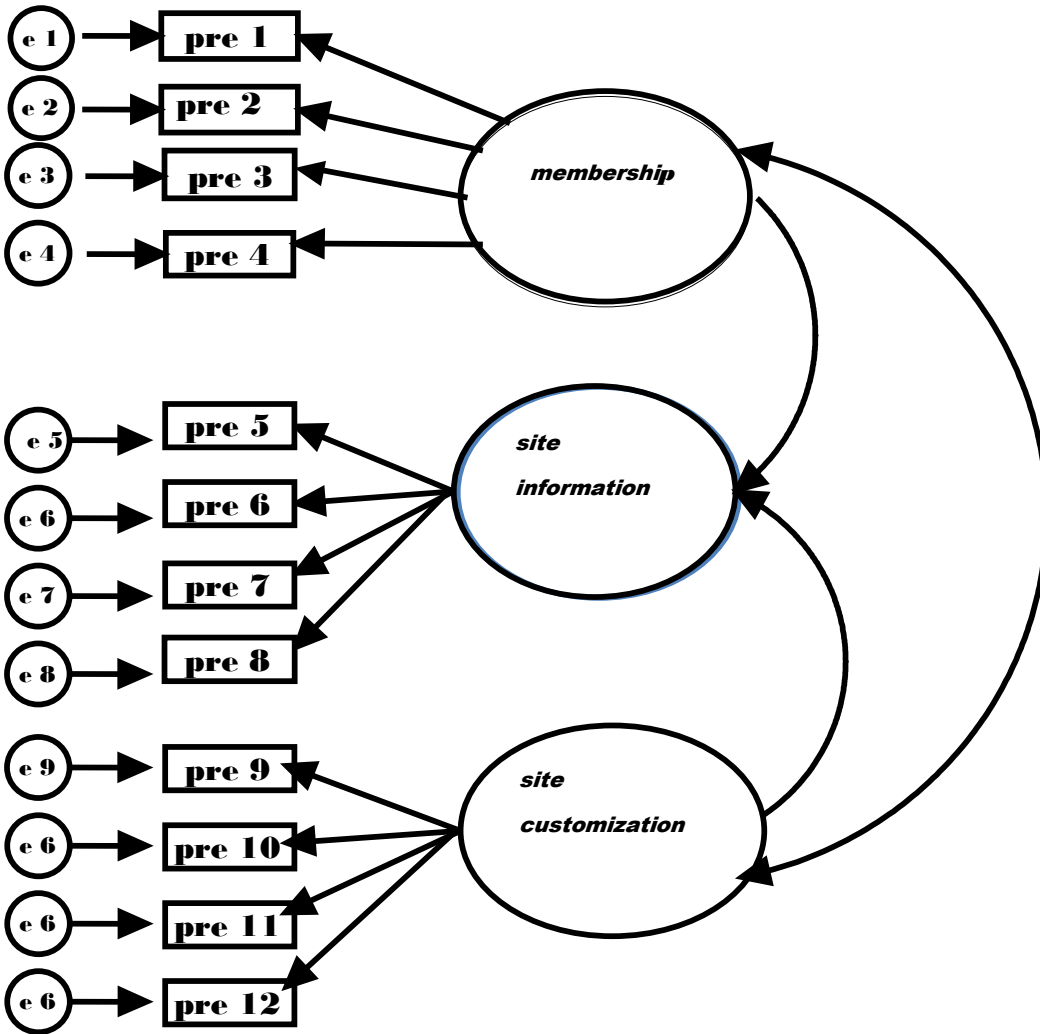 e 1
pre 1
e 2
pre 2
e 3
pre 3
e 4
pre 4
membership
e 5
pre 5
e 6
pre 6
e 7
pre 7
e 8
pre 8
site
information
e 9
pre 9
e 6
pre 10
e 6
pre 11
e 6
pre 12
site
customization